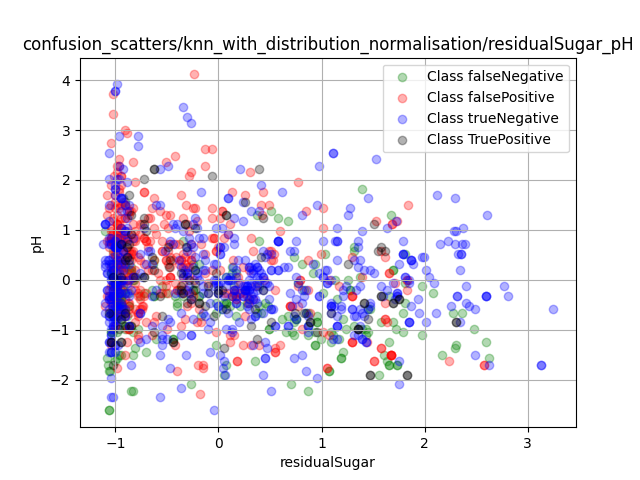 confusion_scatters/knn_with_distribution_normalisation/residualSugar_pH
Class falseNegative
Class falsePositive
Class trueNegative
Class TruePositive
4
3
2
1
0
−1
−2
pH
−1
0
1
2
3
residualSugar